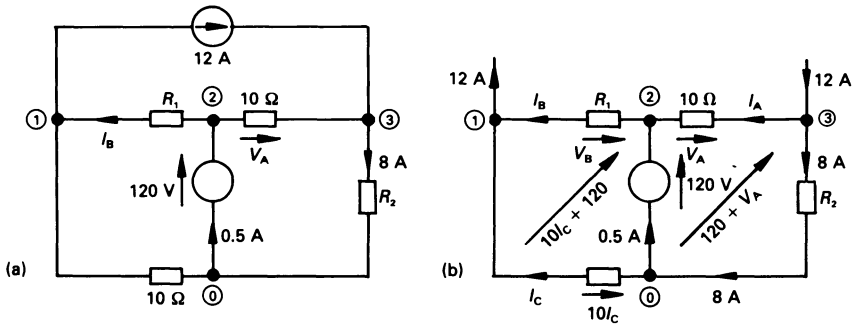 12 A
① R₁ ② 10 Ω ③
I_B V_A
8 A
120 V R₂
0.5 A
(a) 10 Ω ⓪
12 A 12 A
① I_B R₁ ② 10 Ω I_A ③
V_B V_A 8 A
120 V R₂
10I_C + 120 120 + V_A
0.5 A
(b) I_C 10I_C ⓪ 8 A